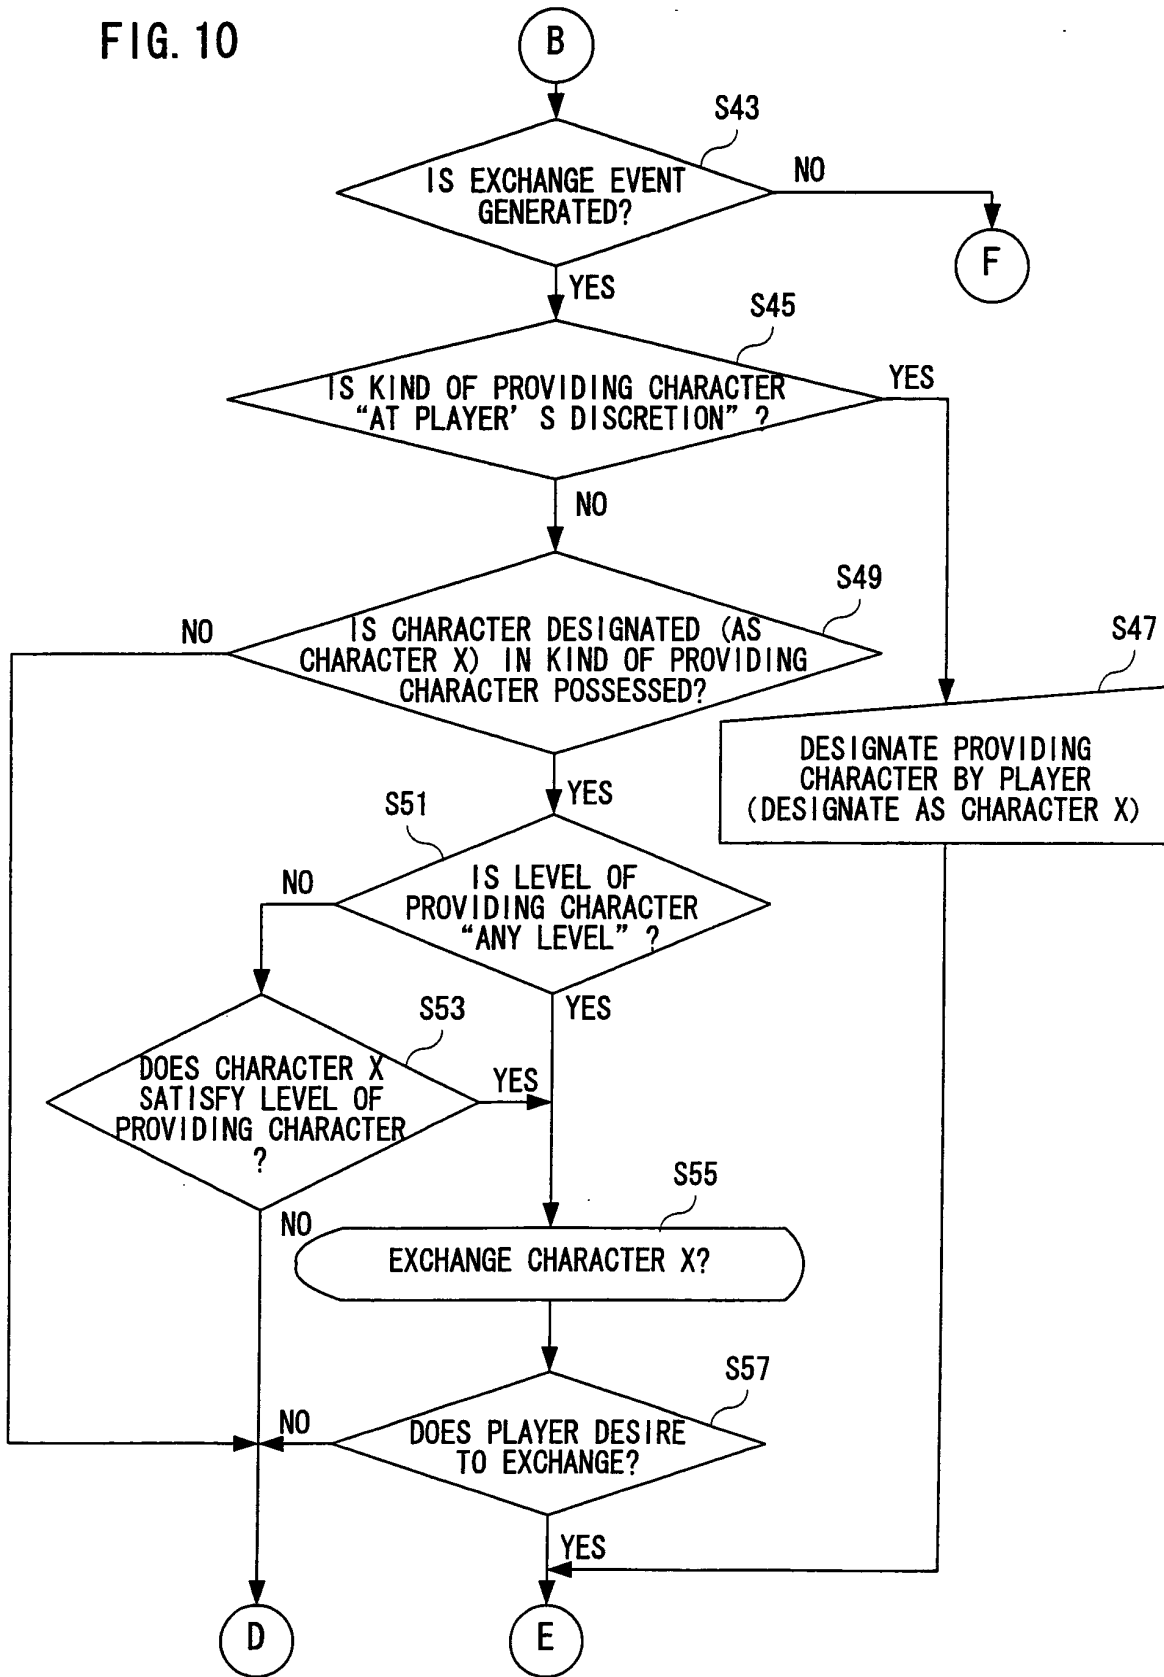 FIG. 10
B
S43
IS EXCHANGE EVENT
GENERATED?
NO
F
YES
S45
IS KIND OF PROVIDING CHARACTER
“AT PLAYER' S DISCRETION” ?
YES
NO
S49
NO
IS CHARACTER DESIGNATED (AS
CHARACTER X) IN KIND OF PROVIDING
CHARACTER POSSESSED?
S47
DESIGNATE PROVIDING
CHARACTER BY PLAYER
(DESIGNATE AS CHARACTER X)
YES
S51
NO
IS LEVEL OF
PROVIDING CHARACTER
“ANY LEVEL” ?
YES
S53
DOES CHARACTER X
SATISFY LEVEL OF
PROVIDING CHARACTER
?
YES
NO
S55
EXCHANGE CHARACTER X?
S57
NO
DOES PLAYER DESIRE
TO EXCHANGE?
YES
D
E